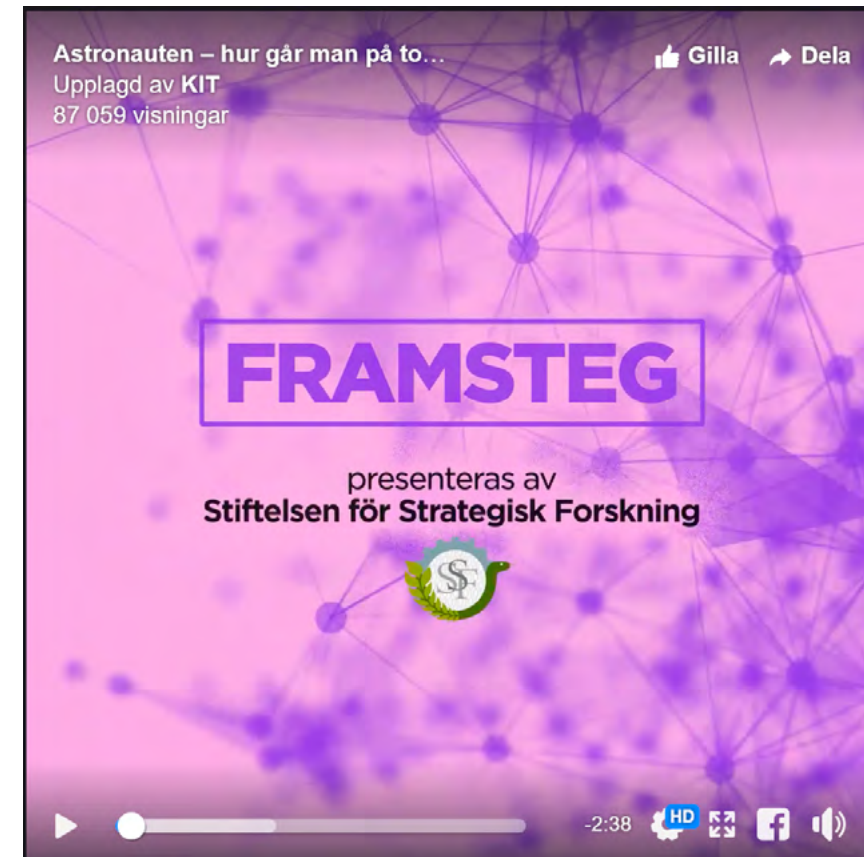 Astronauten – hur går man på to...
Gilla
Dela
Upplagd av KIT
87 059 visningar
FRAMSTEG
presenteras av
Stiftelsen för Strategisk Forskning
SSF
-2:38
HD